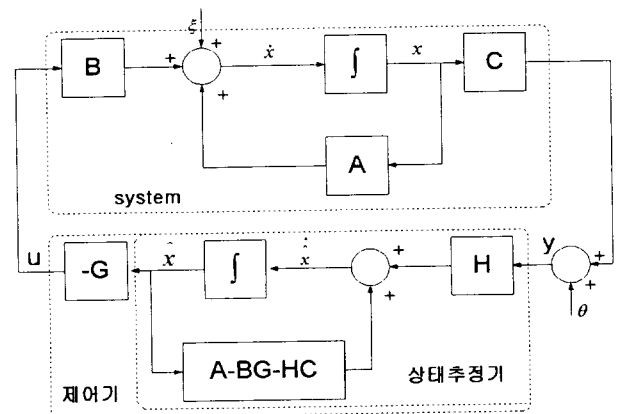 ξ
+
B
+
+
ẋ
∫
x
C
A
system
u
-G
x̂
∫
x̂̇
+
+
H
y
+
+
θ
A-BG-HC
제어기
상태추정기